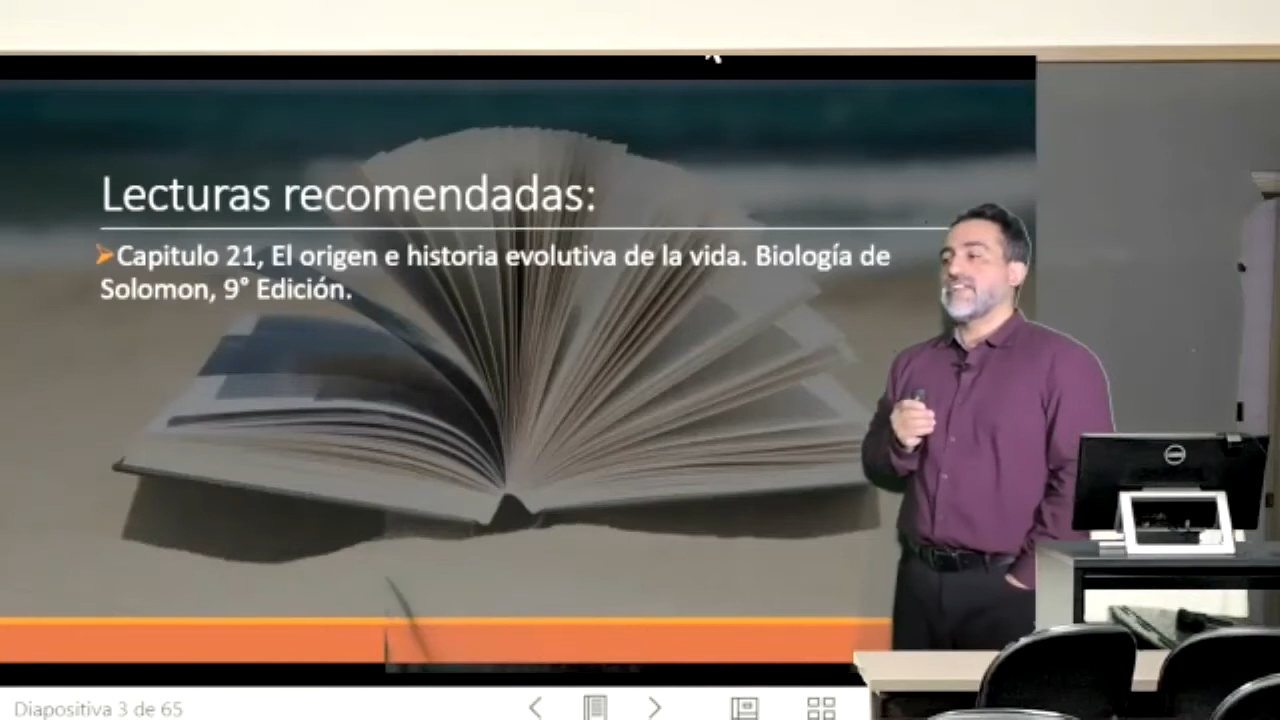 Lecturas recomendadas:
Capitulo 21, El origen e historia evolutiva de la vida. Biología de
Solomon, 9° Edición.
Diapositiva 3 de 65